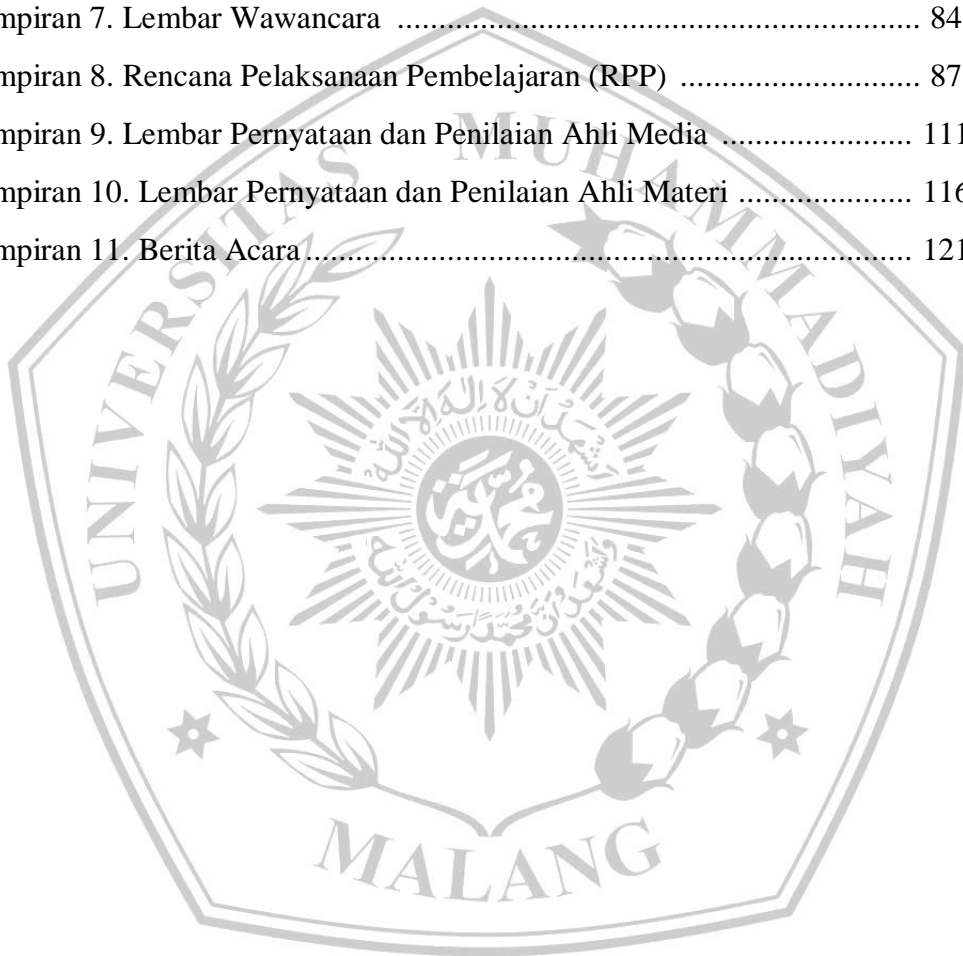 mpiran 7. Lembar Wawancara ................................................................ 84
mpiran 8. Rencana Pelaksanaan Pembelajaran (RPP) ............................. 87
mpiran 9. Lembar Pernyataan dan Penilaian Ahli Media ........................ 111
mpiran 10. Lembar Pernyataan dan Penilaian Ahli Materi ..................... 116
mpiran 11. Berita Acara .......................................................................... 121
UNIVERSITAS MUHAMMADIYAH
MALANG